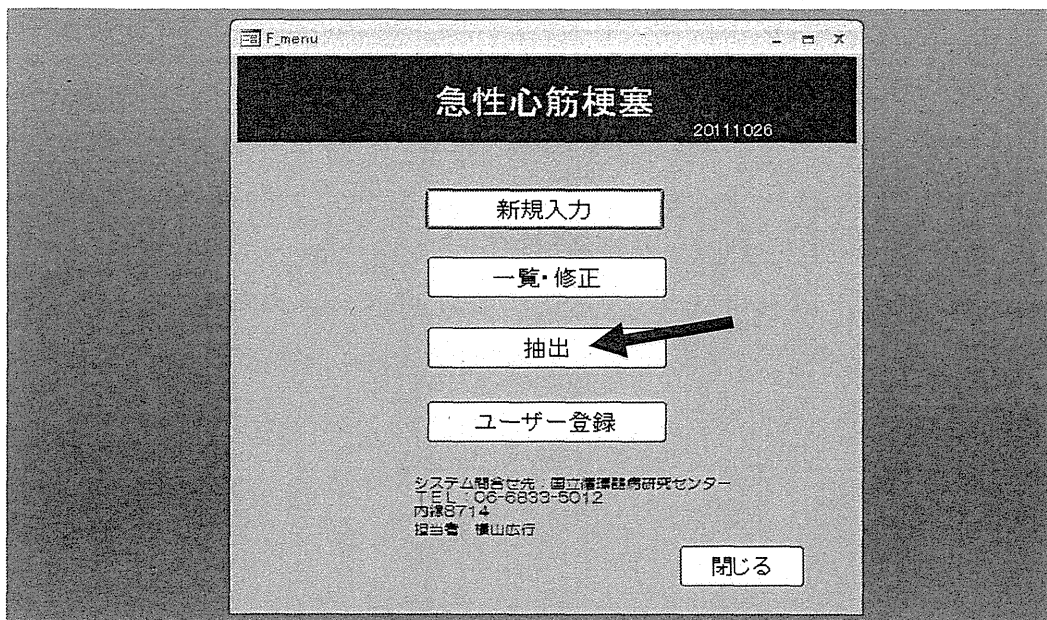 F_menu
急性心筋梗塞
20111026
新規入力
一覧・修正
抽出
ユーザー登録
システム問合せ先：国立循環器病研究センター
TEL：06-6833-5012
内線8714
担当者　横山広行
閉じる